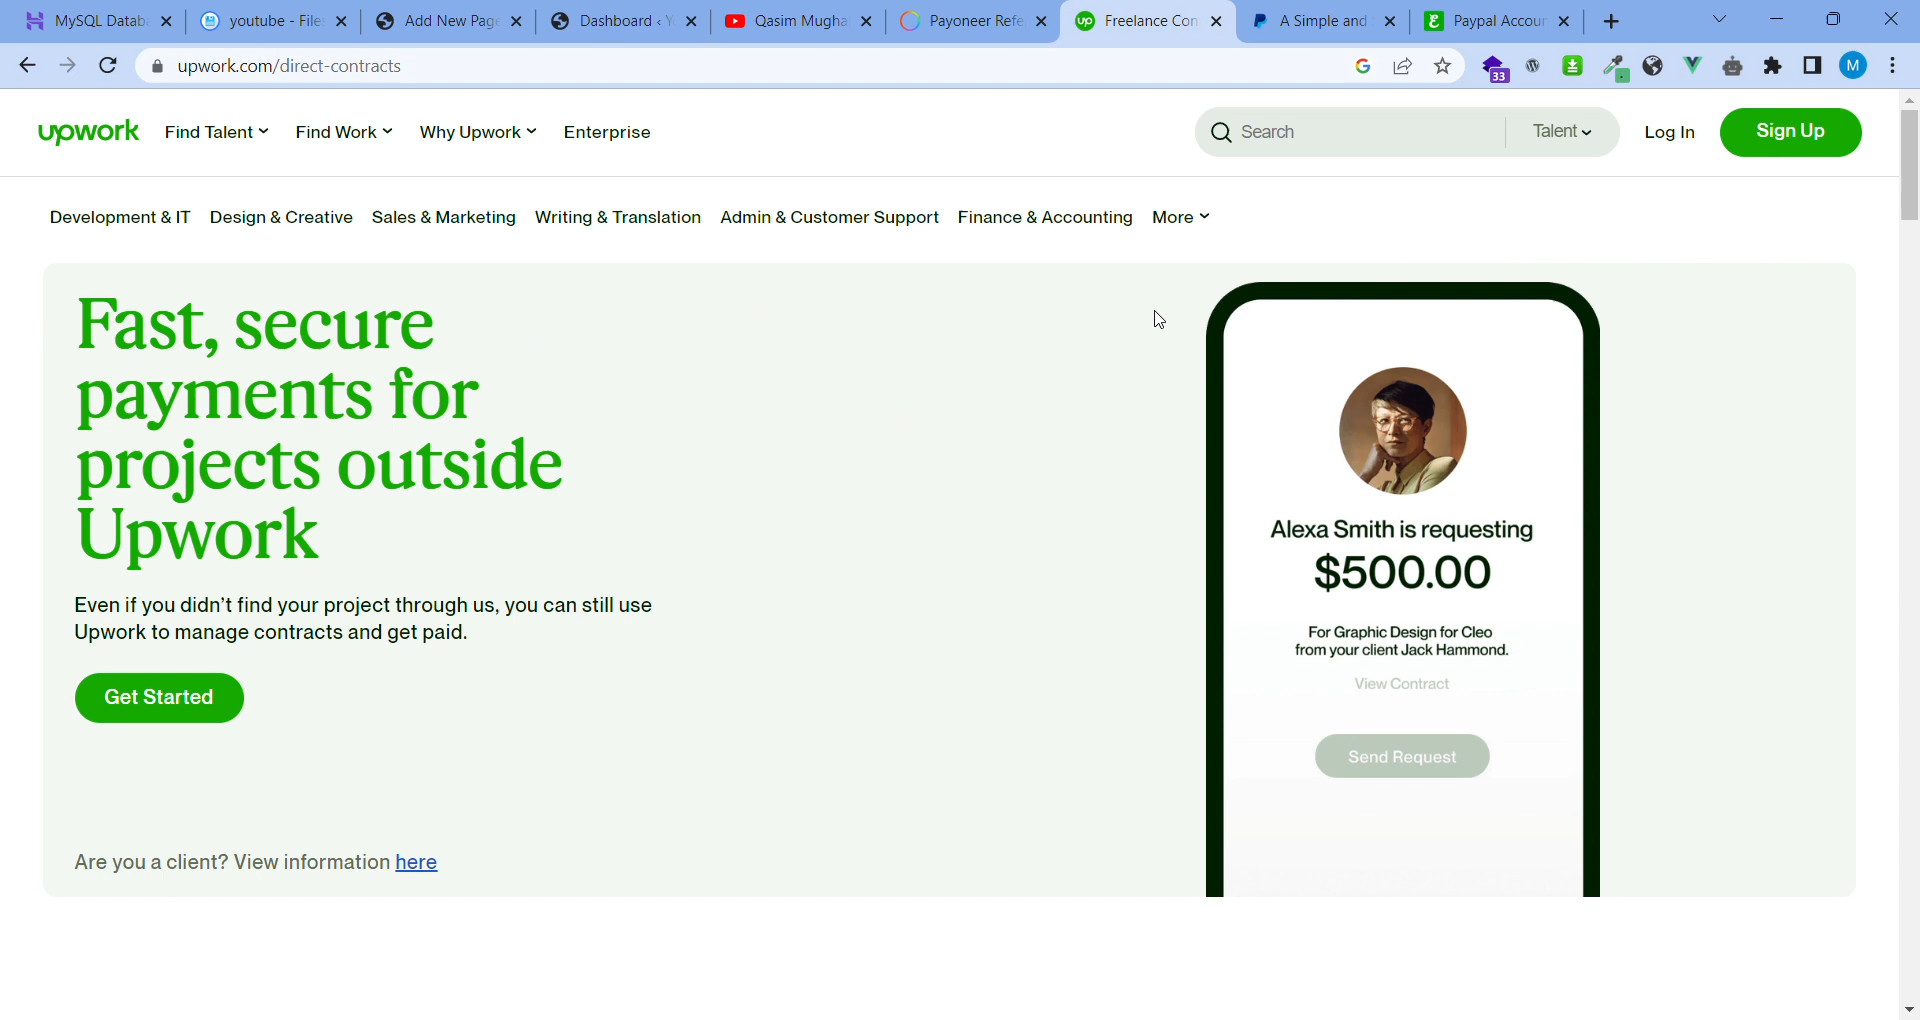 MySQL Datab
youtube - File
Add New Page
Dashboard ‹ Y
Qasim Mugha
Payoneer Refe
Freelance Con
A Simple and
Paypal Accour
upwork.com/direct-contracts
33
M
upwork
Find Talent
Find Work
Why Upwork
Enterprise
Search
Talent
Log In
Sign Up
Development & IT
Design & Creative
Sales & Marketing
Writing & Translation
Admin & Customer Support
Finance & Accounting
More
Fast, secure
payments for
projects outside
Upwork
Even if you didn't find your project through us, you can still use
Upwork to manage contracts and get paid.
Get Started
Are you a client? View information here
Alexa Smith is requesting
$500.00
For Graphic Design for Cleo
from your client Jack Hammond.
View Contract
Send Request